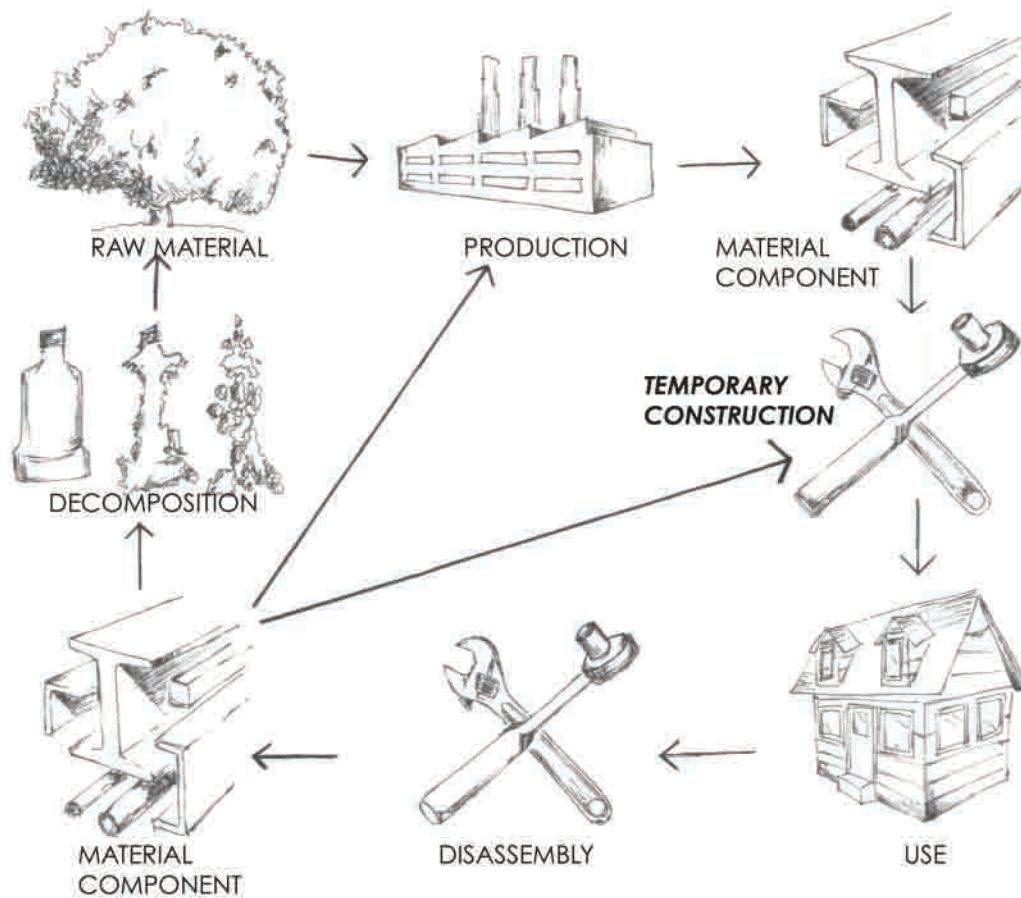 RAW MATERIAL
PRODUCTION
MATERIAL
COMPONENT
TEMPORARY
CONSTRUCTION
DECOMPOSITION
MATERIAL
COMPONENT
DISASSEMBLY
USE